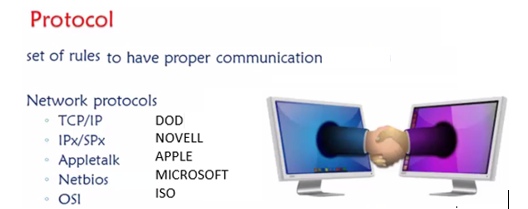 Protocol
set of rules to have proper communication
Network protocols
◦ TCP/IP DOD
◦ IPx/SPx NOVELL
◦ Appletalk APPLE
◦ Netbios MICROSOFT
◦ OSI ISO